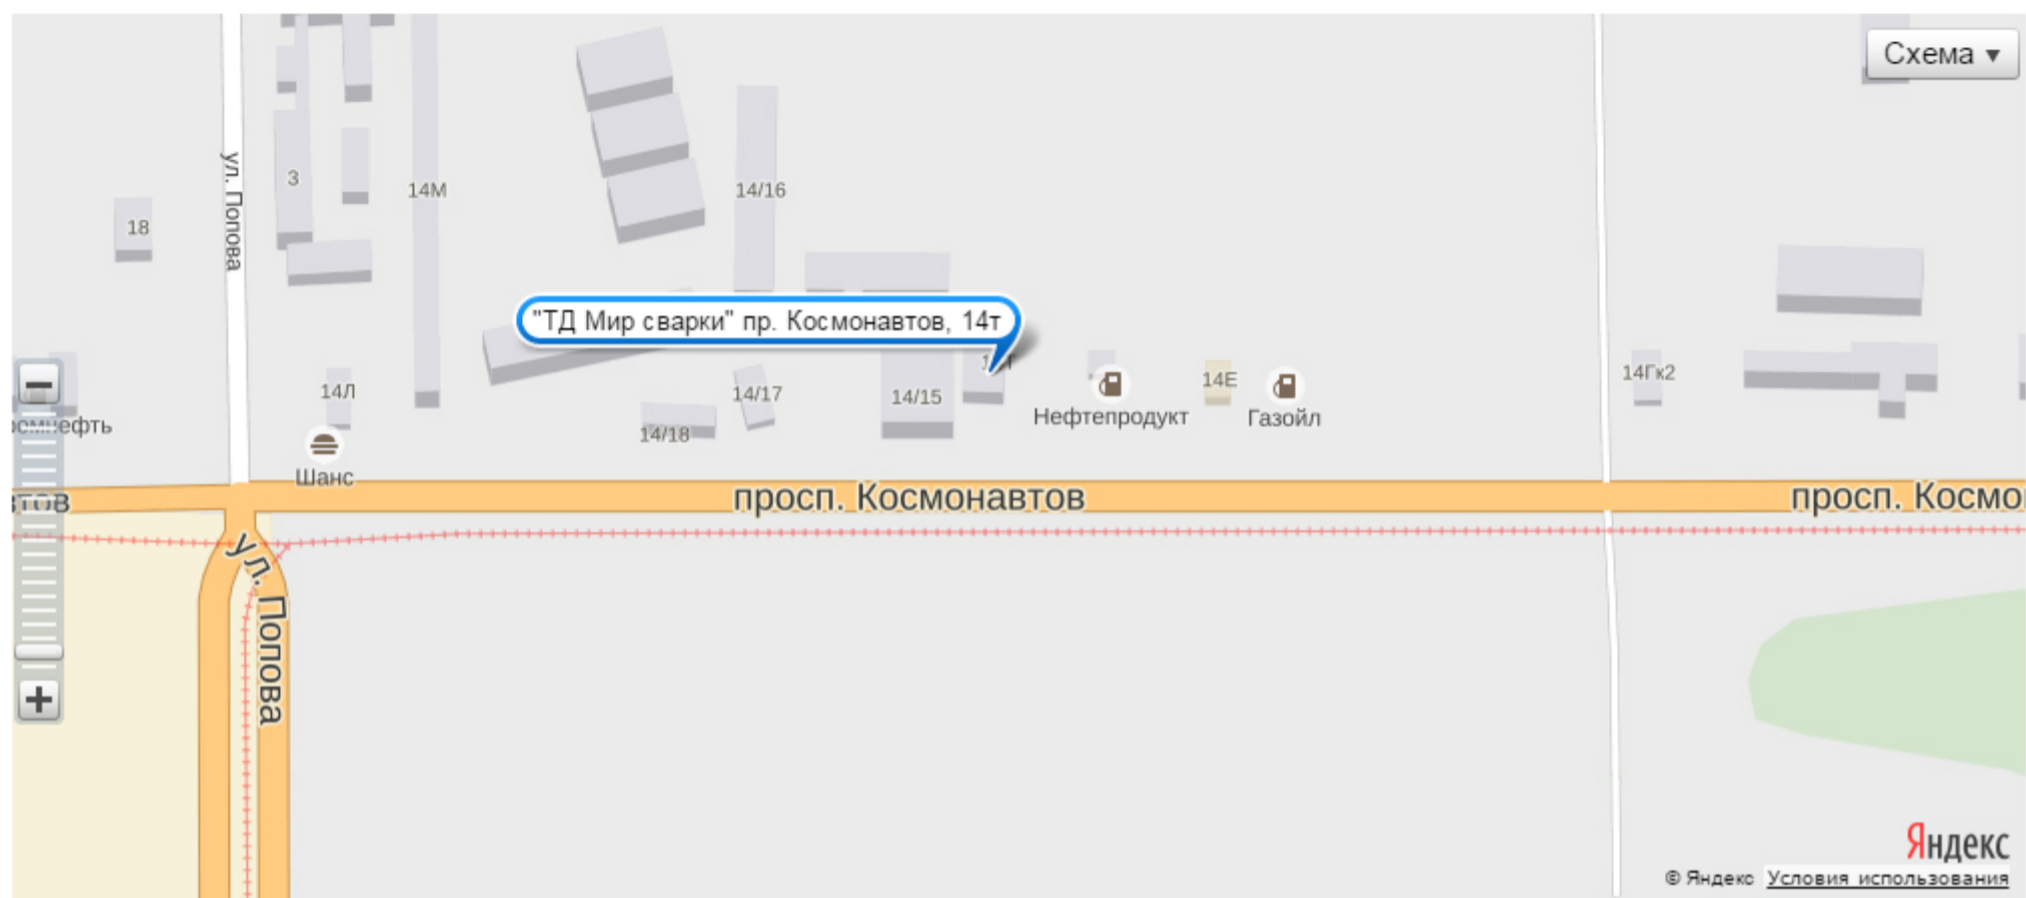 Схема
ул. Попова
3
14М
14/16
18
"ТД Мир сварки" пр. Космонавтов, 14т
14Л
14/17
14/15
14/18
14Е
14Гк2
Нефтепродукт
Газойл
Шанс
просп. Космонавтов
просп.
ул. Попова
Яндекс
© Яндекс Условия использования